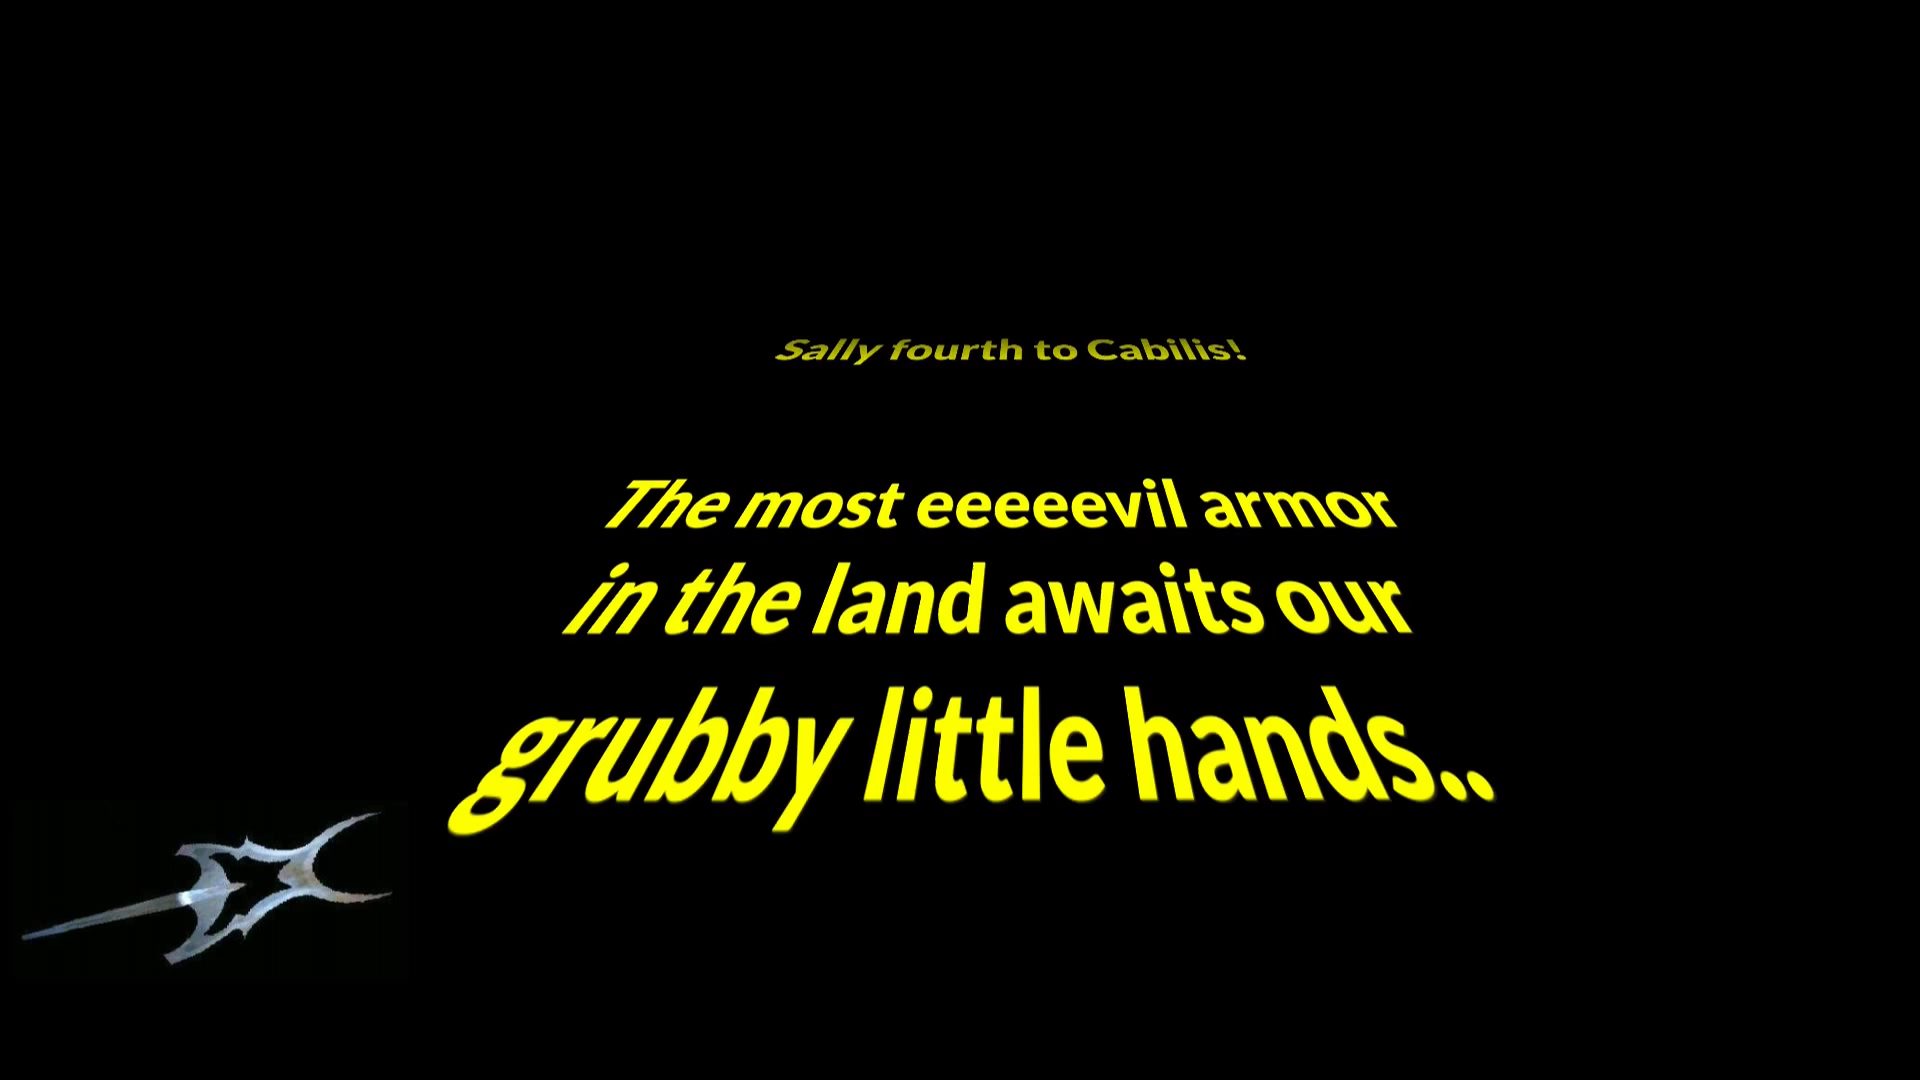 Sally fourth to Cabilis!
The most eeeeevil armor
in the land awaits our
grubby little hands..